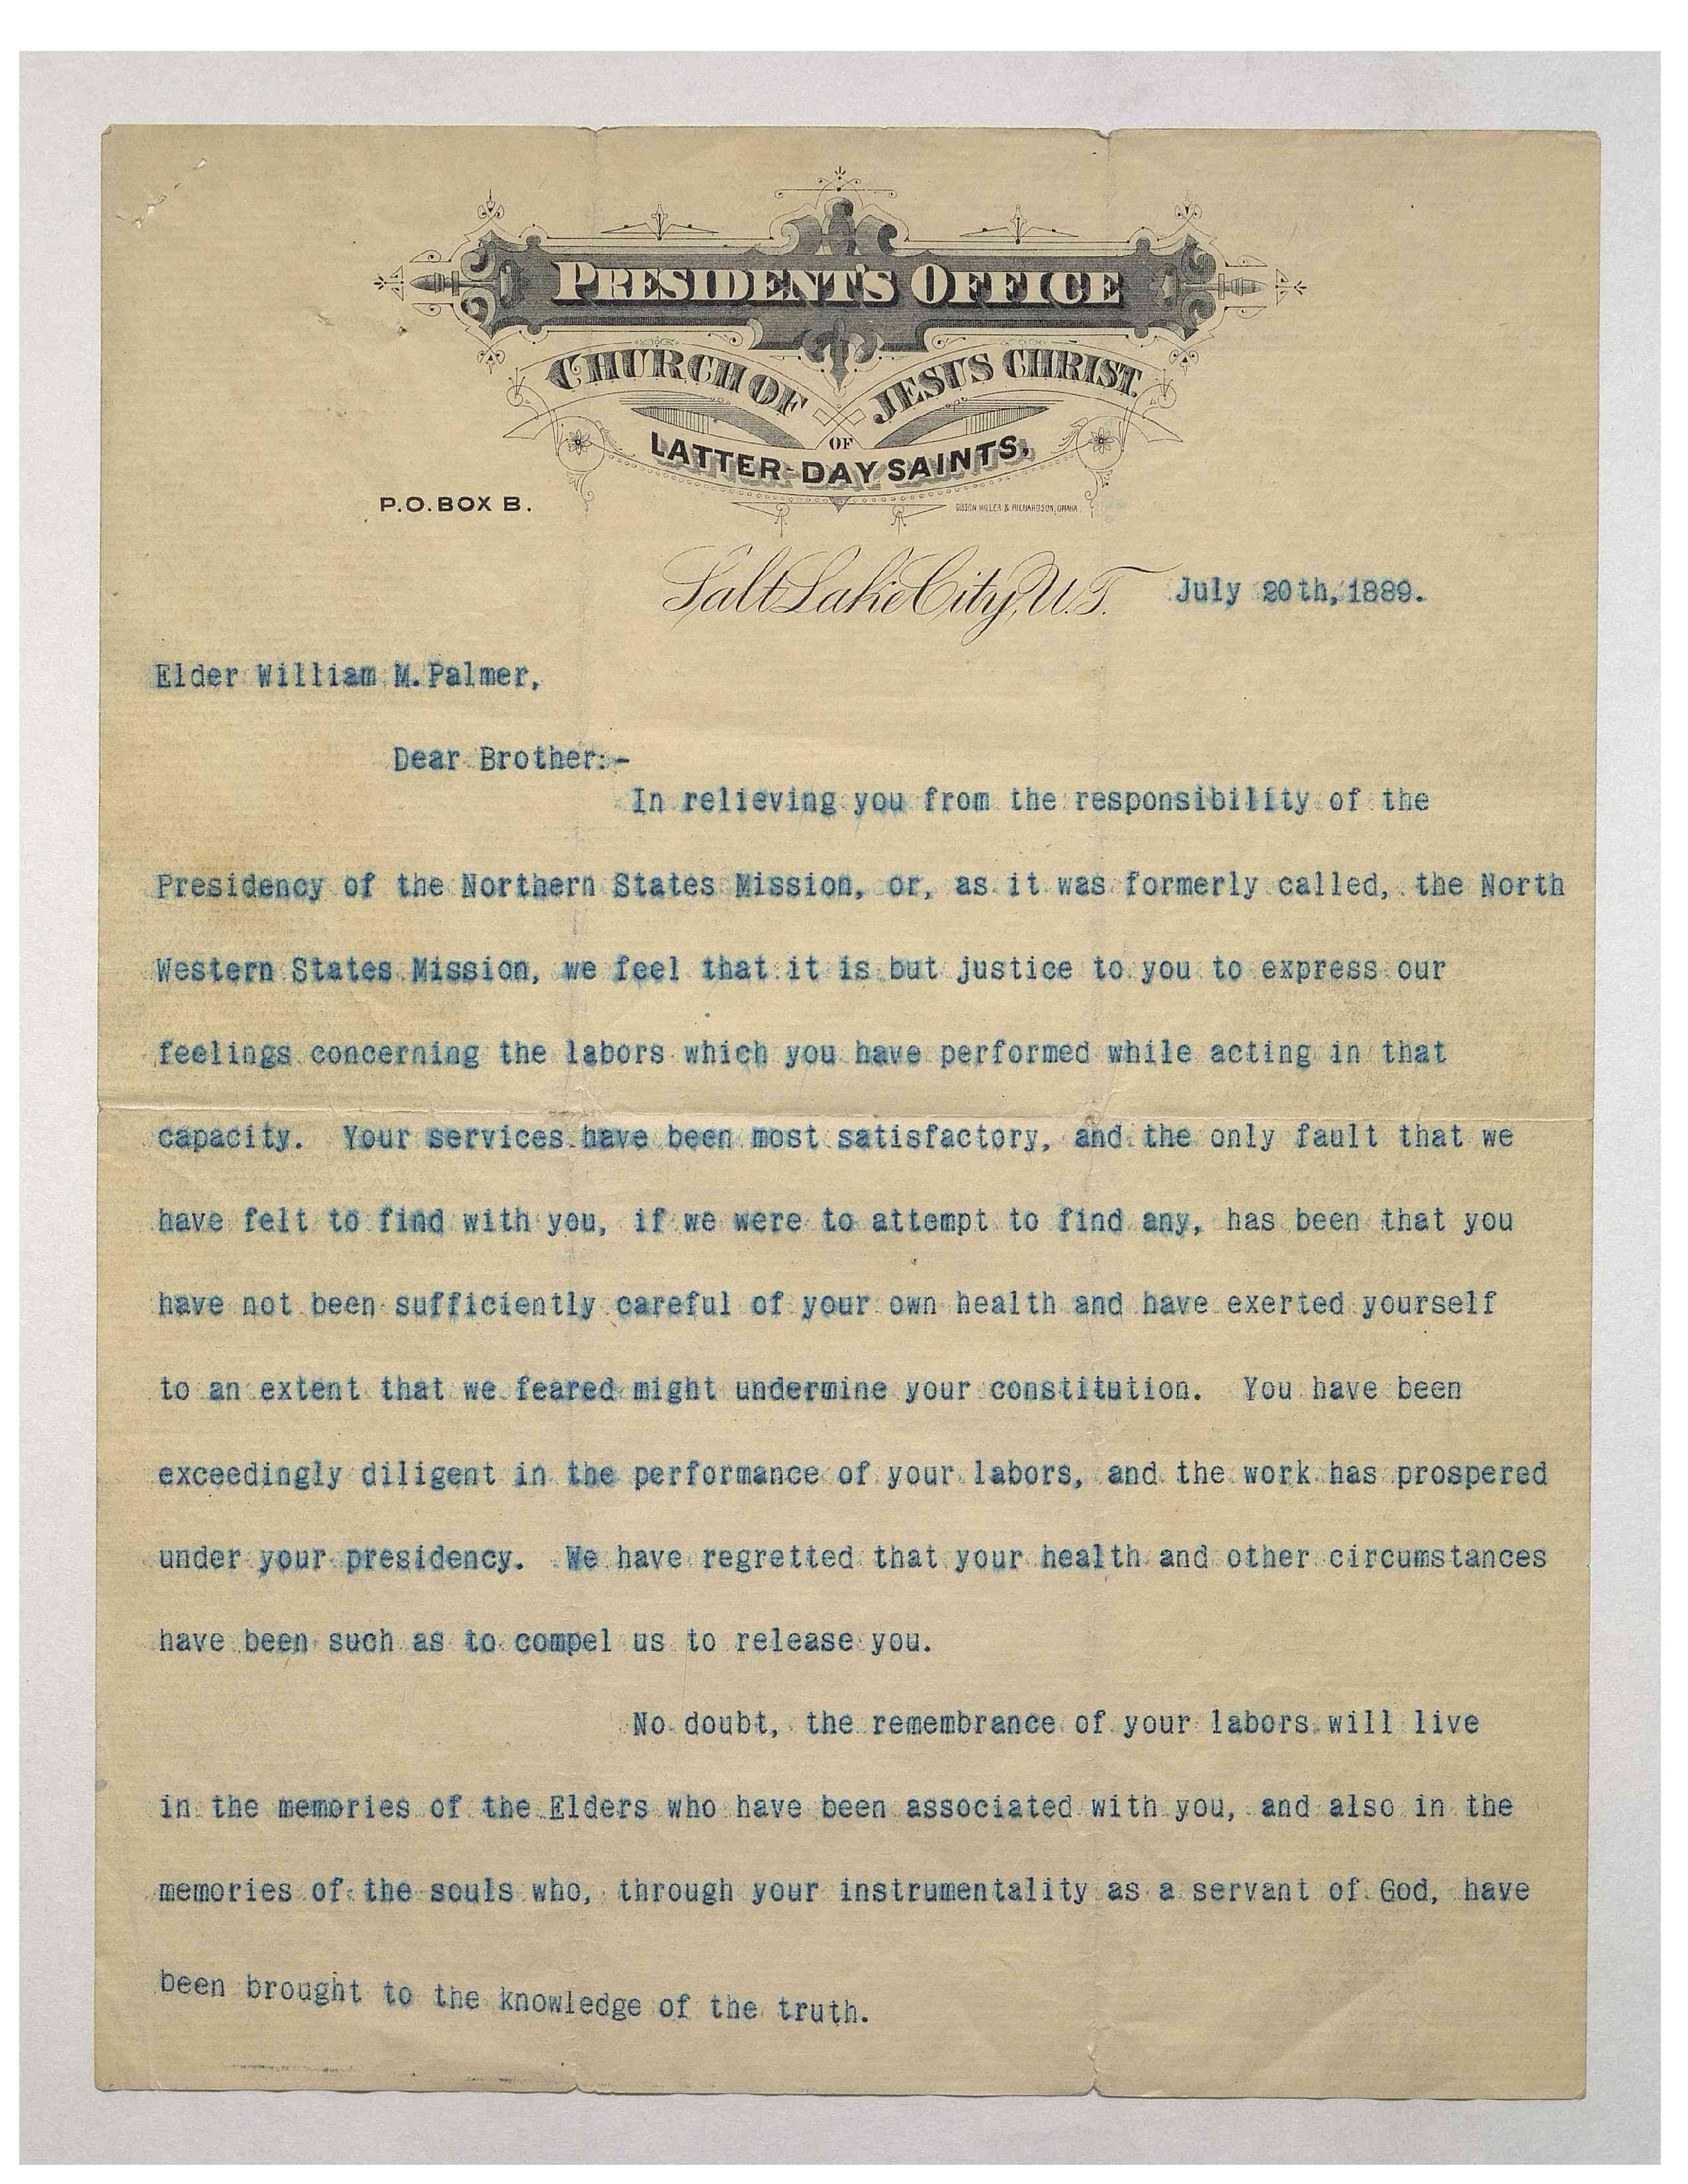 PRESIDENT'S OFFICE
CHURCH OF JESUS CHRIST
OF
LATTER-DAY SAINTS.
P.O. BOX B.
GIBSON MILLER & RICHARDSON, OMAHA
Salt Lake City, U.T. July 20th, 1889.
Elder William M. Palmer,
Dear Brother:-
In relieving you from the responsibility of the
Presidency of the Northern States Mission, or, as it was formerly called, the North
Western States Mission, we feel that it is but justice to you to express our
feelings concerning the labors which you have performed while acting in that
capacity. Your services have been most satisfactory, and the only fault that we
have felt to find with you, if we were to attempt to find any, has been that you
have not been sufficiently careful of your own health and have exerted yourself
to an extent that we feared might undermine your constitution. You have been
exceedingly diligent in the performance of your labors, and the work has prospered
under your presidency. We have regretted that your health and other circumstances
have been such as to compel us to release you.
No doubt, the remembrance of your labors will live
in the memories of the Elders who have been associated with you, and also in the
memories of the souls who, through your instrumentality as a servant of God, have
been brought to the knowledge of the truth.